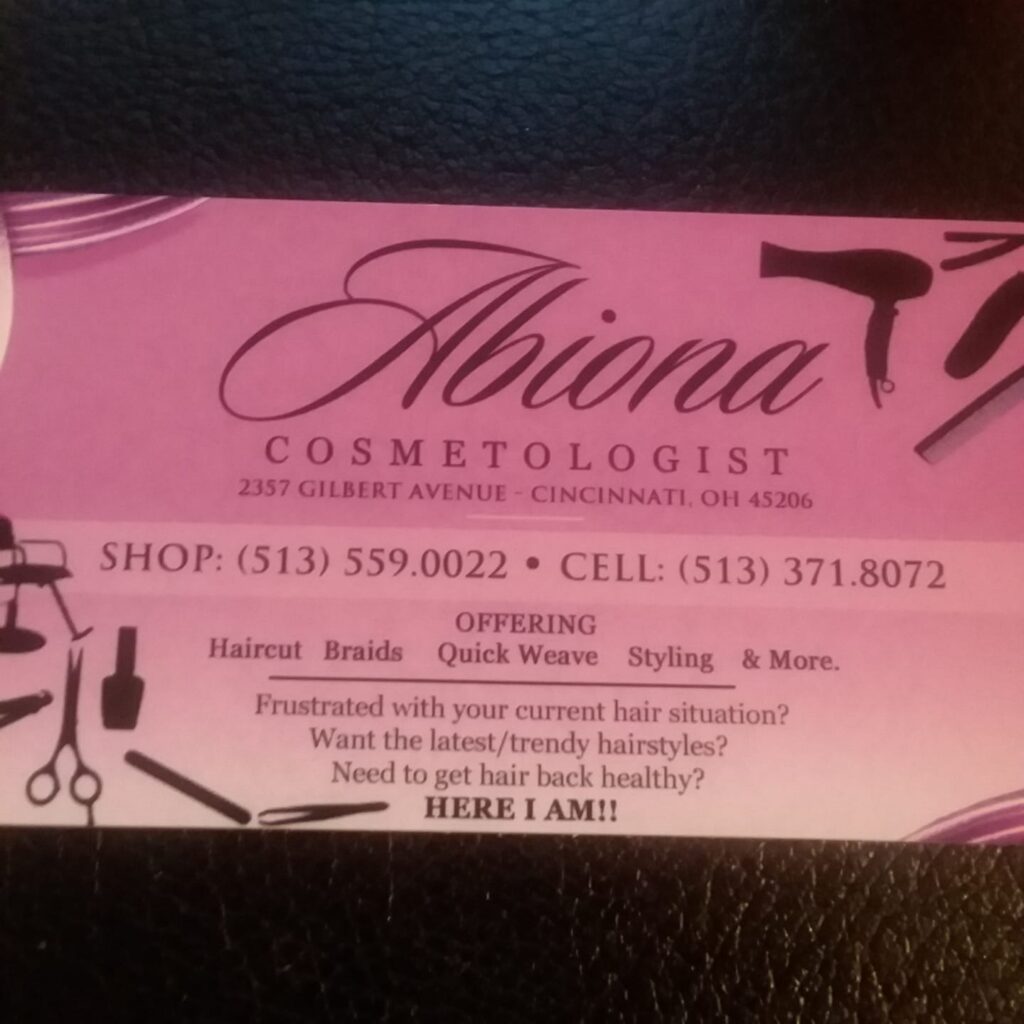 Abiona
COSMETOLOGIST
2357 GILBERT AVENUE - CINCINNATI, OH 45206
SHOP: (513) 559.0022 • CELL: (513) 371.8072
OFFERING
Haircut Braids Quick Weave Styling & More.
Frustrated with your current hair situation?
Want the latest/trendy hairstyles?
Need to get hair back healthy?
HERE I AM!!